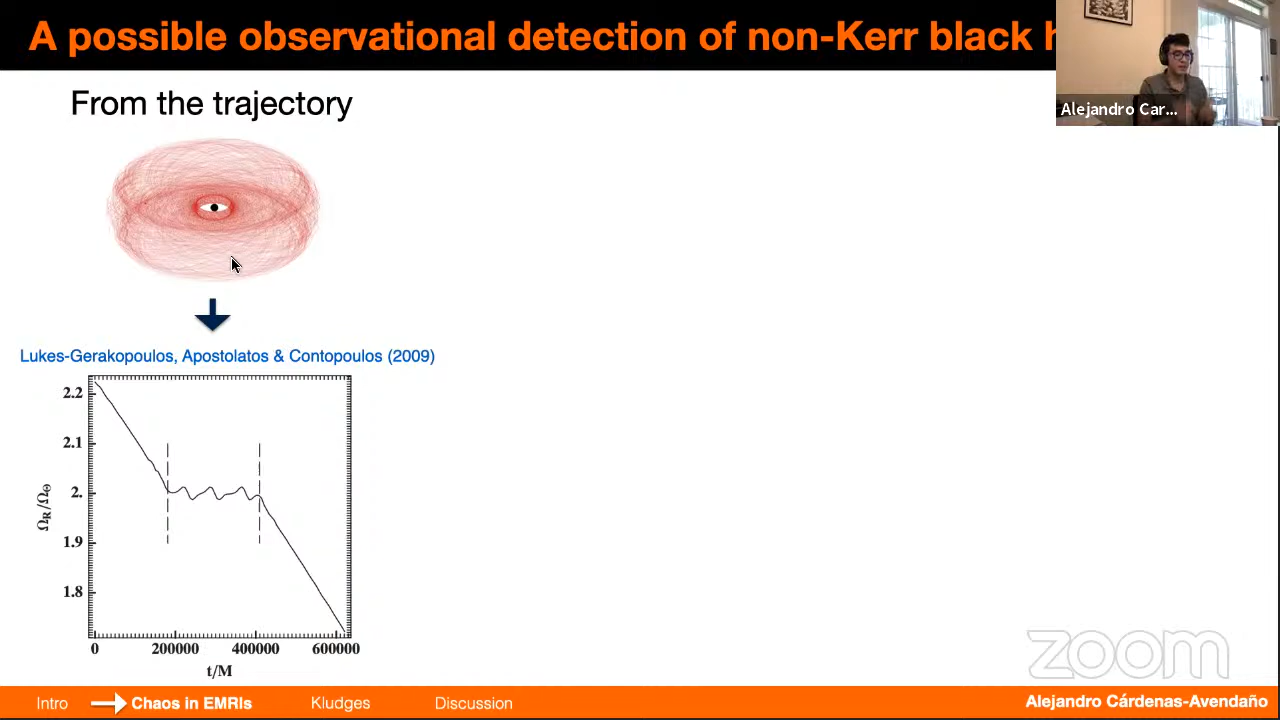 A possible observational detection of non-Kerr black h
Alejandro Car...
From the trajectory
Lukes-Gerakopoulos, Apostolatos & Contopoulos (2009)
2.2
2.1
2.
1.9
1.8
Ω_R/Ω_Θ
0 200000 400000 600000
t/M
zoom
Intro Chaos in EMRIs Kludges Discussion Alejandro Cárdenas-Avendaño